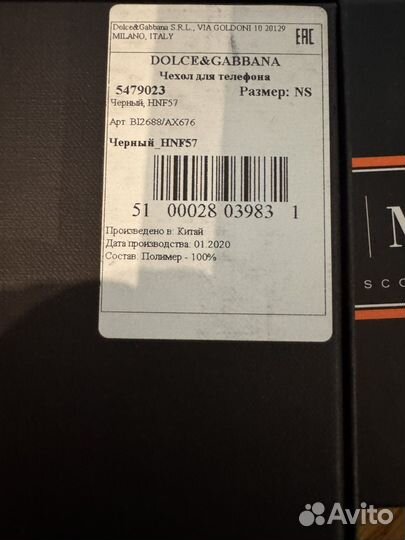 Dolce&Gabbana S.R.L., VIA GOLDONI 10 20129
MILANO, ITALY
EAC
DOLCE&GABBANA
Чехол для телефона
5479023 Размер: NS
Черный, HNF57
Арт. BI2688/AX676
Черный_HNF57
51 00028 03983 1
Произведено в: Китай
Дата производства: 01.2020
Состав: Полимер - 100%
M
SCO
Avito